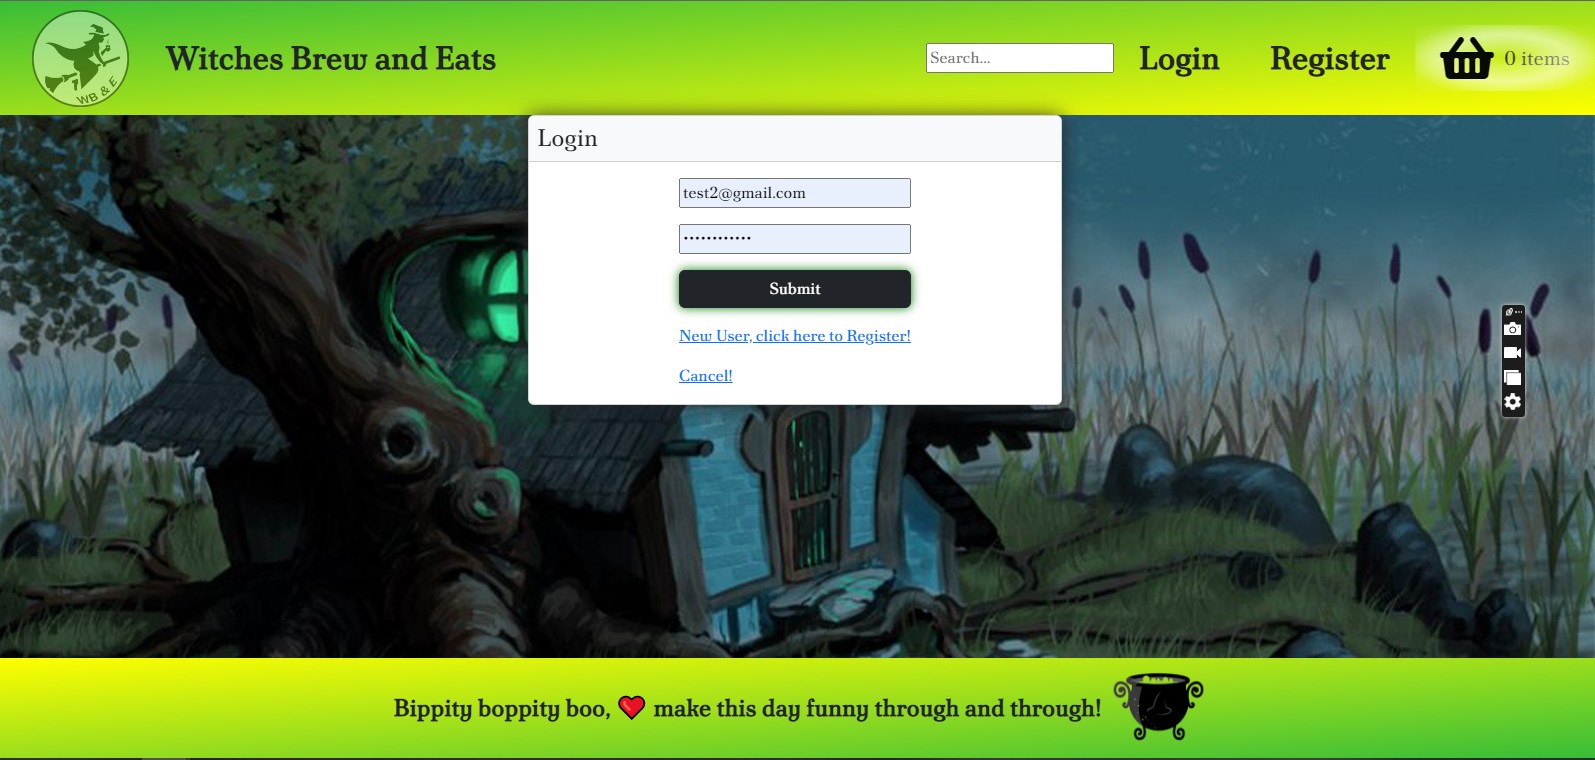 WB & E
Witches Brew and Eats
Search...
Login
Register
0 items
Login
test2@gmail.com
••••••••••••
Submit
New User, click here to Register!
Cancel!
Bippity boppity boo, ❤️ make this day funny through and through!